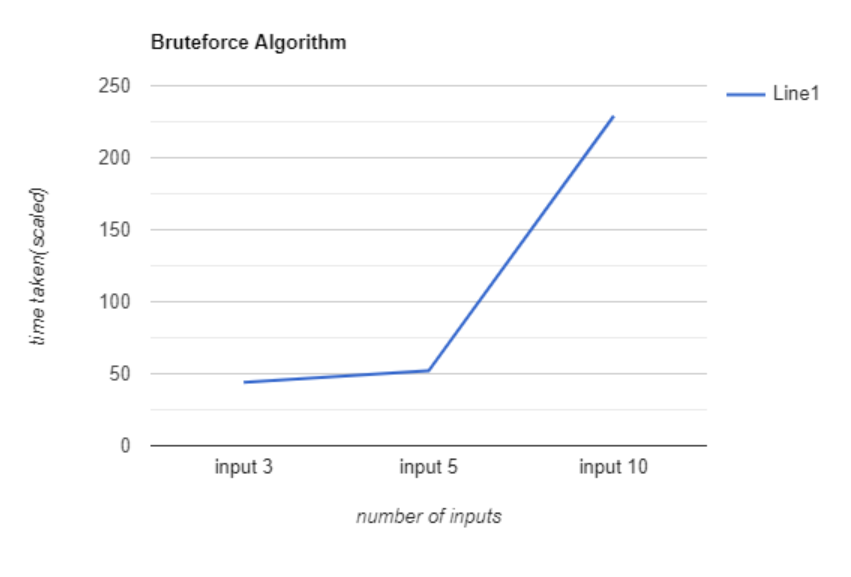 Bruteforce Algorithm
250
200
150
100
50
0
time taken(scaled)
input 3
input 5
input 10
number of inputs
Line1